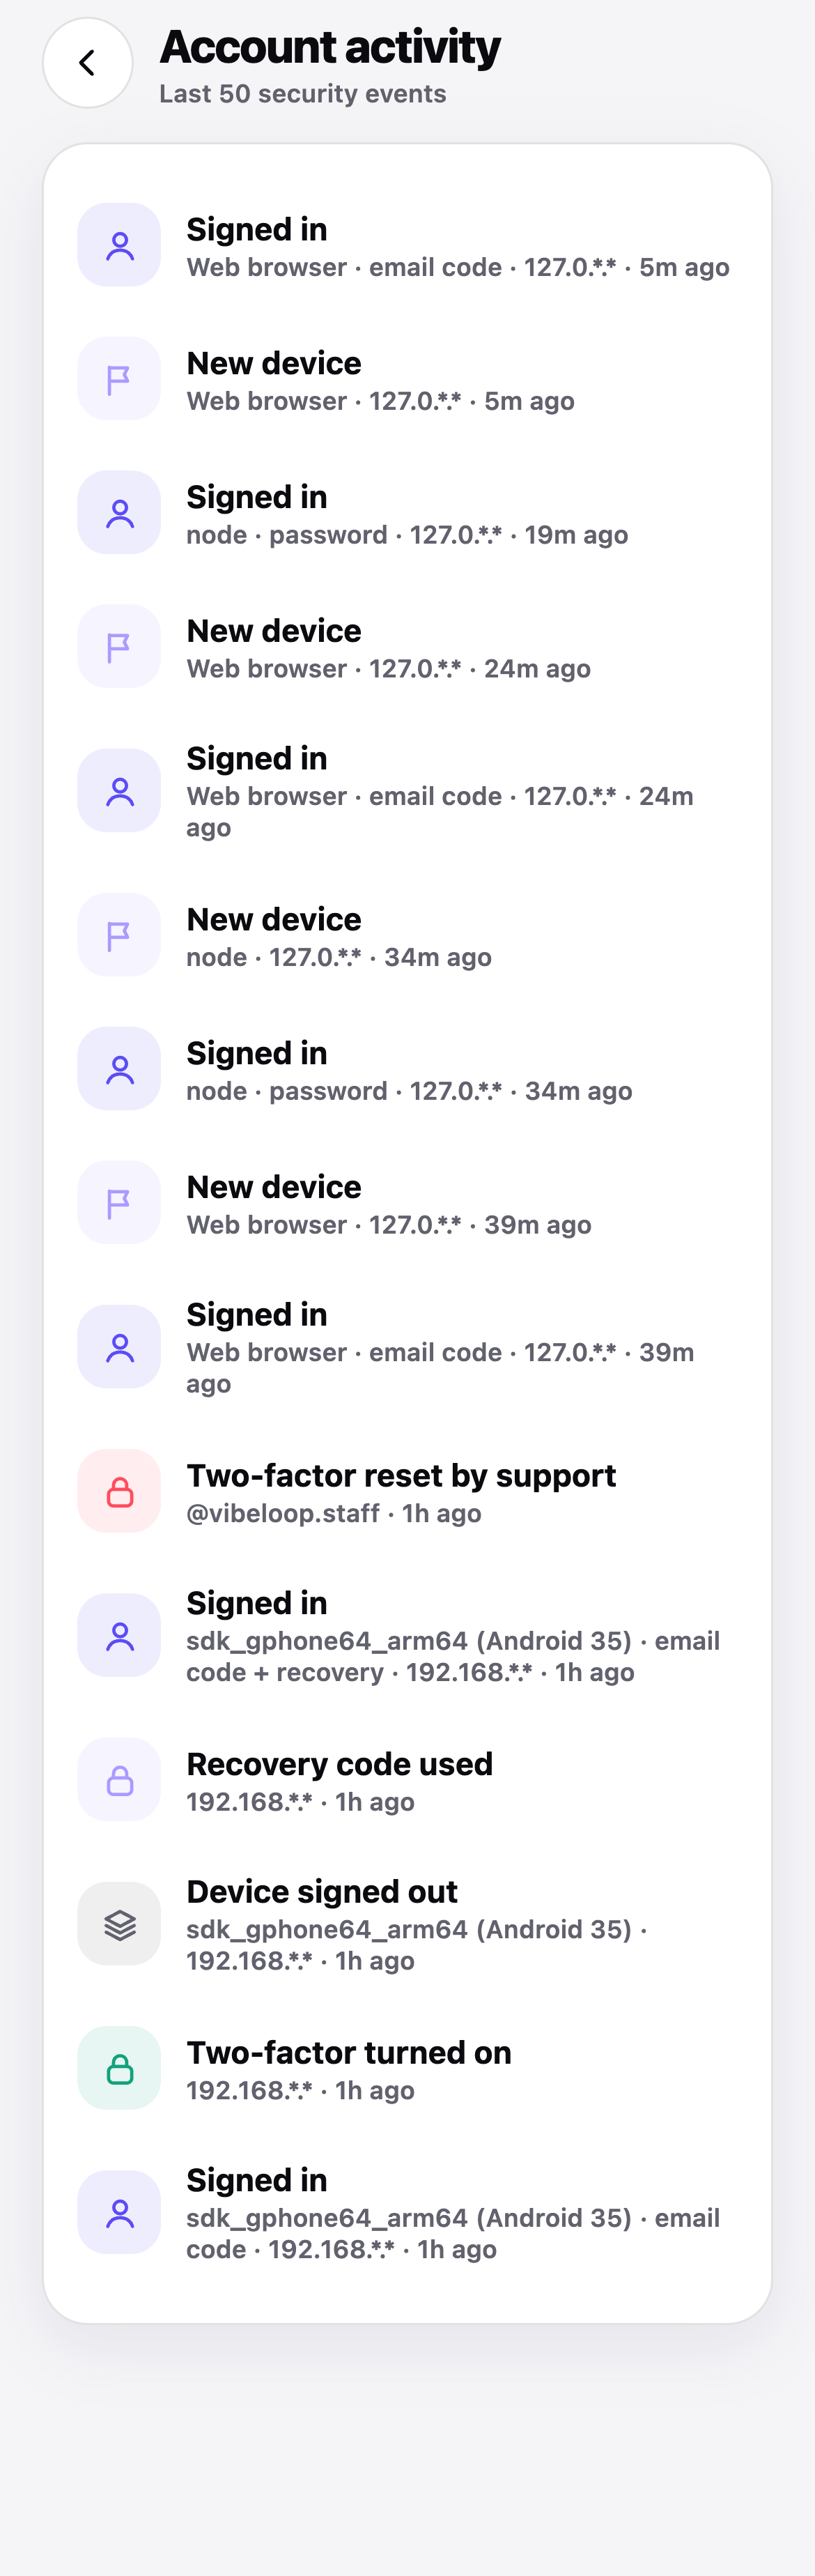 Account activity
Last 50 security events
Signed in
Web browser · email code · 127.0.*.* · 5m ago
New device
Web browser · 127.0.*.* · 5m ago
Signed in
node · password · 127.0.*.* · 19m ago
New device
Web browser · 127.0.*.* · 24m ago
Signed in
Web browser · email code · 127.0.*.* · 24m
ago
New device
node · 127.0.*.* · 34m ago
Signed in
node · password · 127.0.*.* · 34m ago
New device
Web browser · 127.0.*.* · 39m ago
Signed in
Web browser · email code · 127.0.*.* · 39m
ago
Two-factor reset by support
@vibeloop.staff · 1h ago
Signed in
sdk_gphone64_arm64 (Android 35) · email
code + recovery · 192.168.*.* · 1h ago
Recovery code used
192.168.*.* · 1h ago
Device signed out
sdk_gphone64_arm64 (Android 35) ·
192.168.*.* · 1h ago
Two-factor turned on
192.168.*.* · 1h ago
Signed in
sdk_gphone64_arm64 (Android 35) · email
code · 192.168.*.* · 1h ago